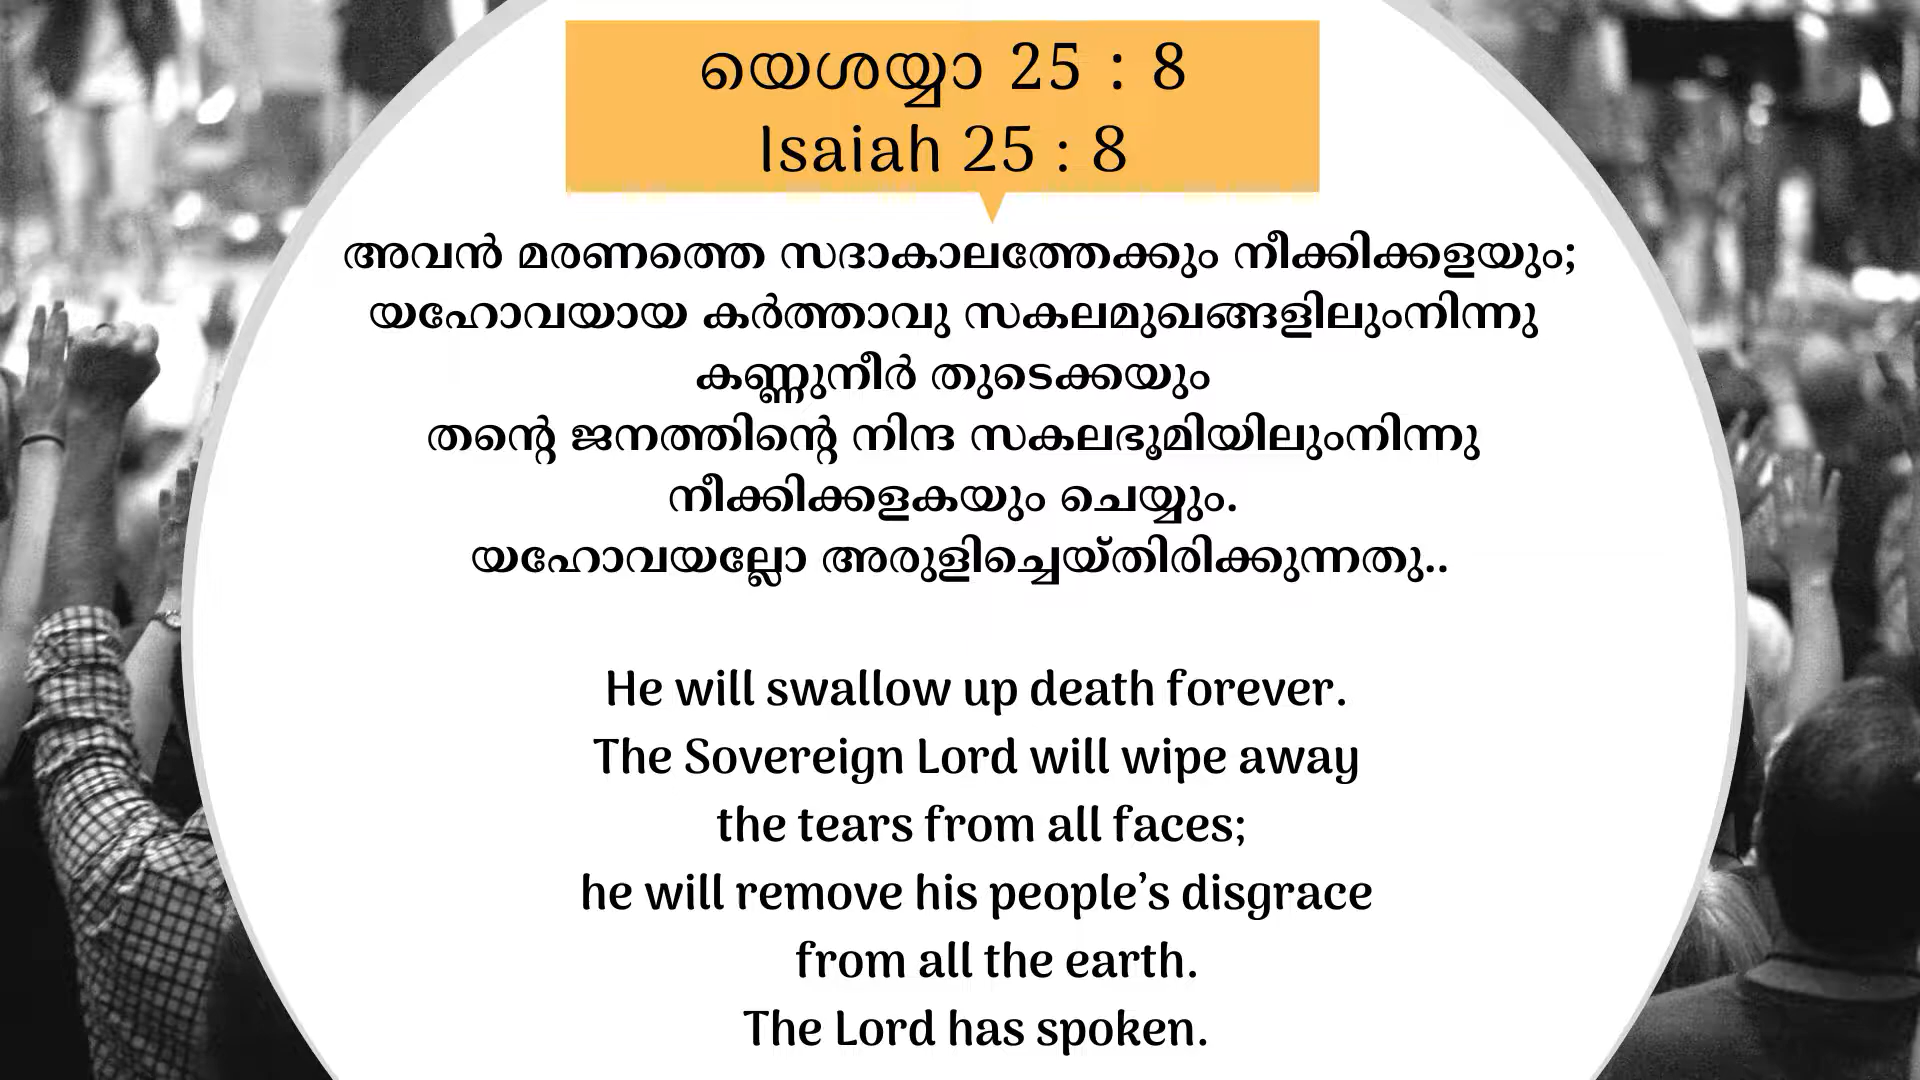 യെശയ്യാ 25 : 8
Isaiah 25 : 8
അവൻ മരണത്തെ സദാകാലത്തേക്കും നീക്കിക്കളയും;
യഹോവയായ കർത്താവു സകലമുഖങ്ങളിലുംനിന്നു
കണ്ണുനീർ തുടെക്കയും
തന്റെ ജനത്തിന്റെ നിന്ദ സകലഭൂമിയിലുംനിന്നു
നീക്കിക്കളകയും ചെയ്യും.
യഹോവയല്ലോ അരുളിച്ചെയ്തിരിക്കുന്നതു..
He will swallow up death forever.
The Sovereign Lord will wipe away
the tears from all faces;
he will remove his people’s disgrace
from all the earth.
The Lord has spoken.